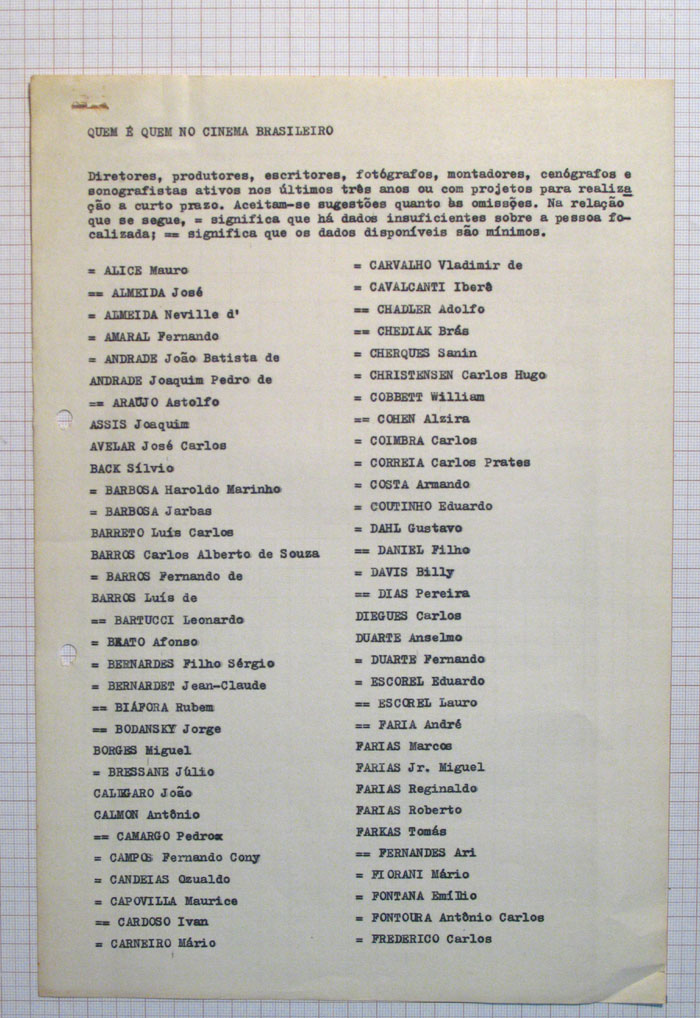 QUEM É QUEM NO CINEMA BRASILEIRO
Diretores, produtores, escritores, fotógrafos, montadores, cenógrafos e
sonografistas ativos nos últimos três anos ou com projetos para realiza
ção a curto prazo. Aceitam-se sugestões quanto às omissões. Na relação
que se segue, = significa que há dados insuficientes sobre a pessoa fo-
calizada; == significa que os dados disponíveis são mínimos.
= ALICE Mauro
== ALMEIDA José
= ALMEIDA Neville d'
= AMARAL Fernando
= ANDRADE João Batista de
ANDRADE Joaquim Pedro de
== ARAÚJO Astolfo
ASSIS Joaquim
AVELAR José Carlos
BACK Sílvio
= BARBOSA Haroldo Marinho
= BARBOSA Jarbas
BARRETO Luís Carlos
BARROS Carlos Alberto de Souza
= BARROS Fernando de
BARROS Luís de
== BARTUCCI Leonardo
= BEATO Afonso
= BERNARDES Filho Sérgio
= BERNARDET Jean-Claude
== BIÁFORA Rubem
== BODANSKY Jorge
BORGES Miguel
= BRESSANE Júlio
CALEGARO João
CALMON Antônio
== CAMARGO Pedrox
= CAMPOS Fernando Cony
= CANDEIAS Ozualdo
= CAPOVILLA Maurice
== CARDOSO Ivan
= CARNEIRO Mário
= CARVALHO Vladimir de
= CAVALCANTI Iberê
== CHADLER Adolfo
== CHEDIAK Brás
= CHERQUES Sanin
= CHRISTENSEN Carlos Hugo
= COBBETT William
== COHEN Alzira
= COIMBRA Carlos
= CORREIA Carlos Prates
= COSTA Armando
= COUTINHO Eduardo
= DAHL Gustavo
== DANIEL Filho
= DAVIS Billy
== DIAS Pereira
DIEGUES Carlos
DUARTE Anselmo
= DUARTE Fernando
= ESCOREL Eduardo
== ESCOREL Lauro
== FARIA André
FARIAS Marcos
FARIAS Jr. Miguel
FARIAS Reginaldo
FARIAS Roberto
FARKAS Tomás
== FERNANDES Ari
= FIORANI Mário
= FONTANA Emílio
= FONTOURA Antônio Carlos
= FREDERICO Carlos